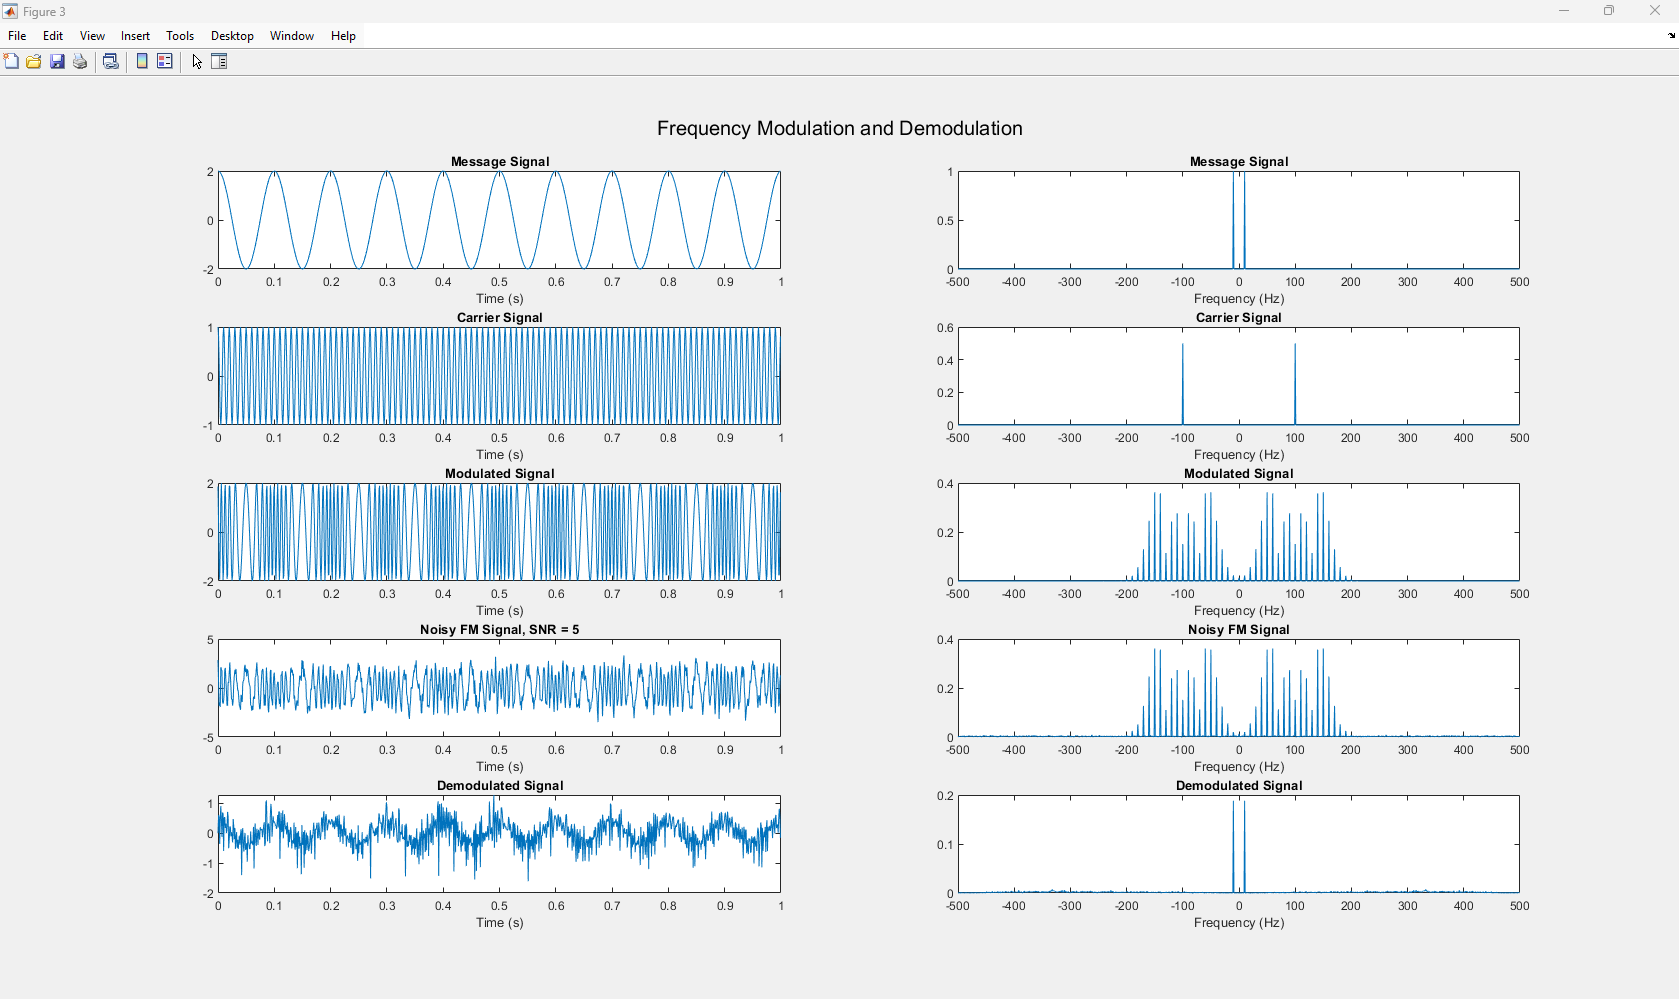 Figure 3
File Edit View Insert Tools Desktop Window Help
Frequency Modulation and Demodulation
Message Signal
2
0
-2
0 0.1 0.2 0.3 0.4 0.5 0.6 0.7 0.8 0.9 1
Time (s)
Message Signal
1
0.5
0
-500 -400 -300 -200 -100 0 100 200 300 400 500
Frequency (Hz)
Carrier Signal
1
0
-1
0 0.1 0.2 0.3 0.4 0.5 0.6 0.7 0.8 0.9 1
Time (s)
Carrier Signal
0.6
0.4
0.2
0
-500 -400 -300 -200 -100 0 100 200 300 400 500
Frequency (Hz)
Modulated Signal
2
0
-2
0 0.1 0.2 0.3 0.4 0.5 0.6 0.7 0.8 0.9 1
Time (s)
Modulated Signal
0.4
0.2
0
-500 -400 -300 -200 -100 0 100 200 300 400 500
Frequency (Hz)
Noisy FM Signal, SNR = 5
5
0
-5
0 0.1 0.2 0.3 0.4 0.5 0.6 0.7 0.8 0.9 1
Time (s)
Noisy FM Signal
0.4
0.2
0
-500 -400 -300 -200 -100 0 100 200 300 400 500
Frequency (Hz)
Demodulated Signal
1
0
-1
-2
0 0.1 0.2 0.3 0.4 0.5 0.6 0.7 0.8 0.9 1
Time (s)
Demodulated Signal
0.2
0.1
0
-500 -400 -300 -200 -100 0 100 200 300 400 500
Frequency (Hz)